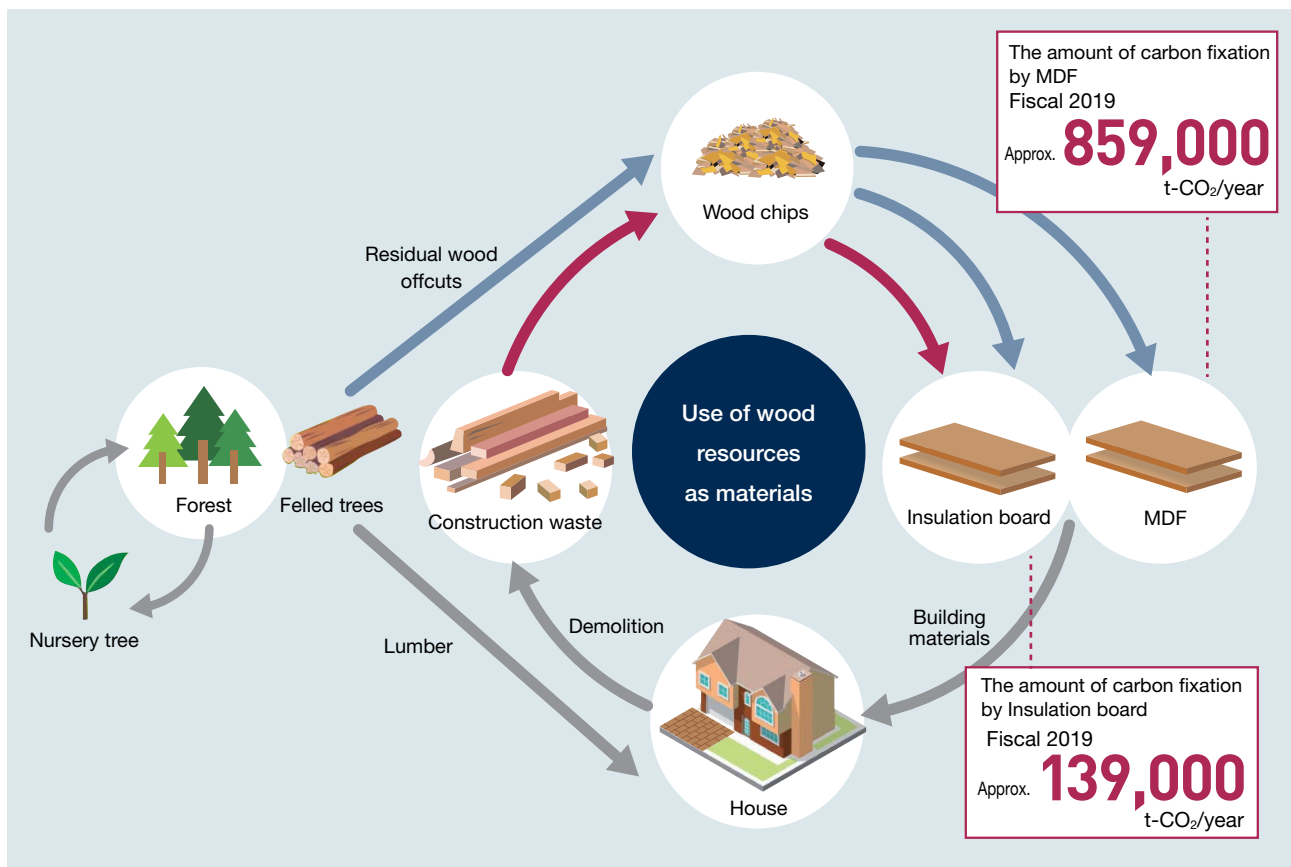 The amount of carbon fixation
by MDF
Fiscal 2019
Approx. 859,000
t-CO₂/year
Wood chips
Residual wood
offcuts
Use of wood
resources
as materials
Forest
Felled trees
Construction waste
Insulation board
MDF
Nursery tree
Lumber
Demolition
Building
materials
House
The amount of carbon fixation
by Insulation board
Fiscal 2019
Approx. 139,000
t-CO₂/year